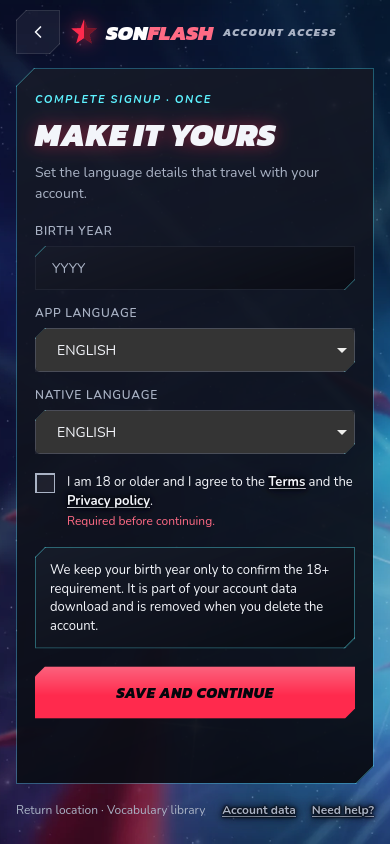 SONFLASH ACCOUNT ACCESS
COMPLETE SIGNUP · ONCE
MAKE IT YOURS
Set the language details that travel with your
account.
BIRTH YEAR
YYYY
APP LANGUAGE
ENGLISH
NATIVE LANGUAGE
ENGLISH
I am 18 or older and I agree to the Terms and the
Privacy policy.
Required before continuing.
We keep your birth year only to confirm the 18+
requirement. It is part of your account data
download and is removed when you delete the
account.
SAVE AND CONTINUE
Return location · Vocabulary library Account data Need help?